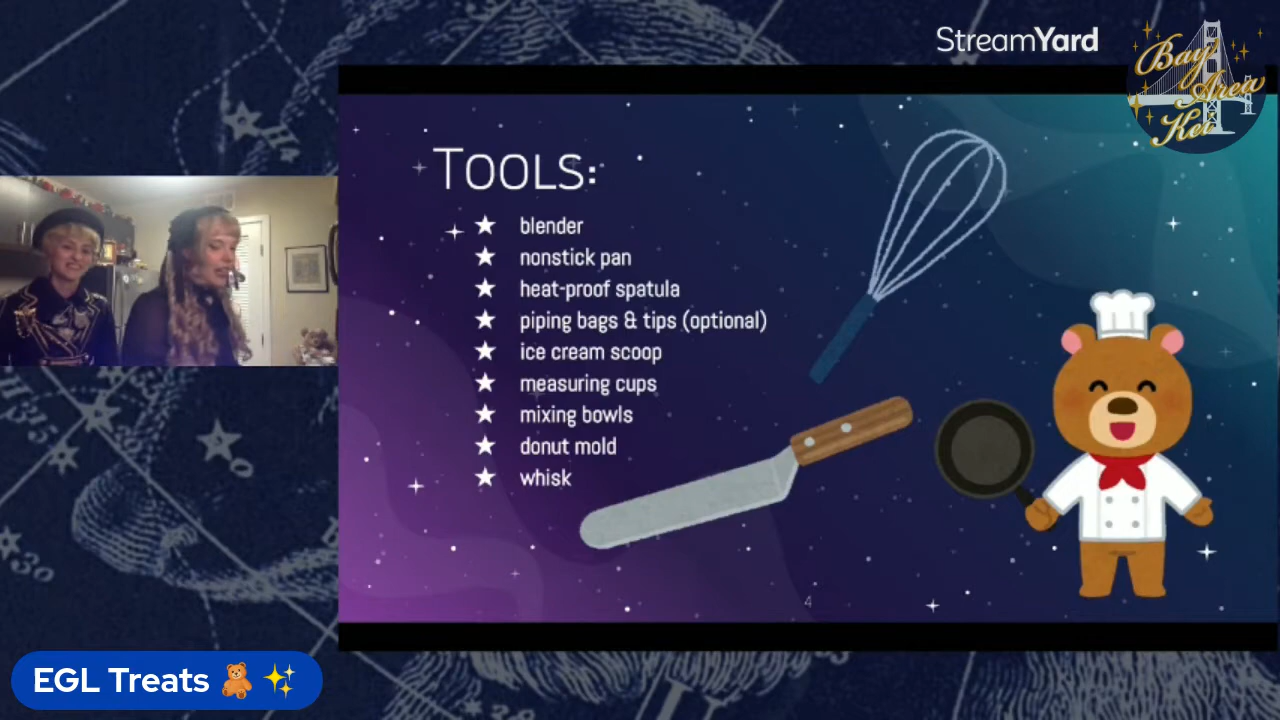 StreamYard
Bay
Area
Kei
TOOLS:
★ blender
★ nonstick pan
★ heat-proof spatula
★ piping bags & tips (optional)
★ ice cream scoop
★ measuring cups
★ mixing bowls
★ donut mold
★ whisk
4
EGL Treats 🧸 ✨